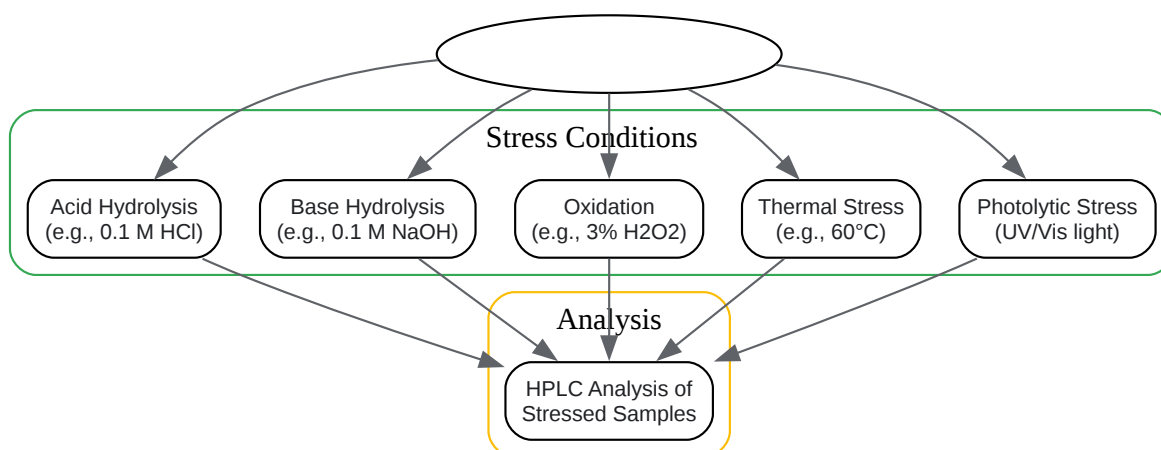 Stress Conditions
Acid Hydrolysis
(e.g., 0.1 M HCl)
Base Hydrolysis
(e.g., 0.1 M NaOH)
Oxidation
(e.g., 3% H2O2)
Thermal Stress
(e.g., 60°C)
Photolytic Stress
(UV/Vis light)
Analysis
HPLC Analysis of
Stressed Samples